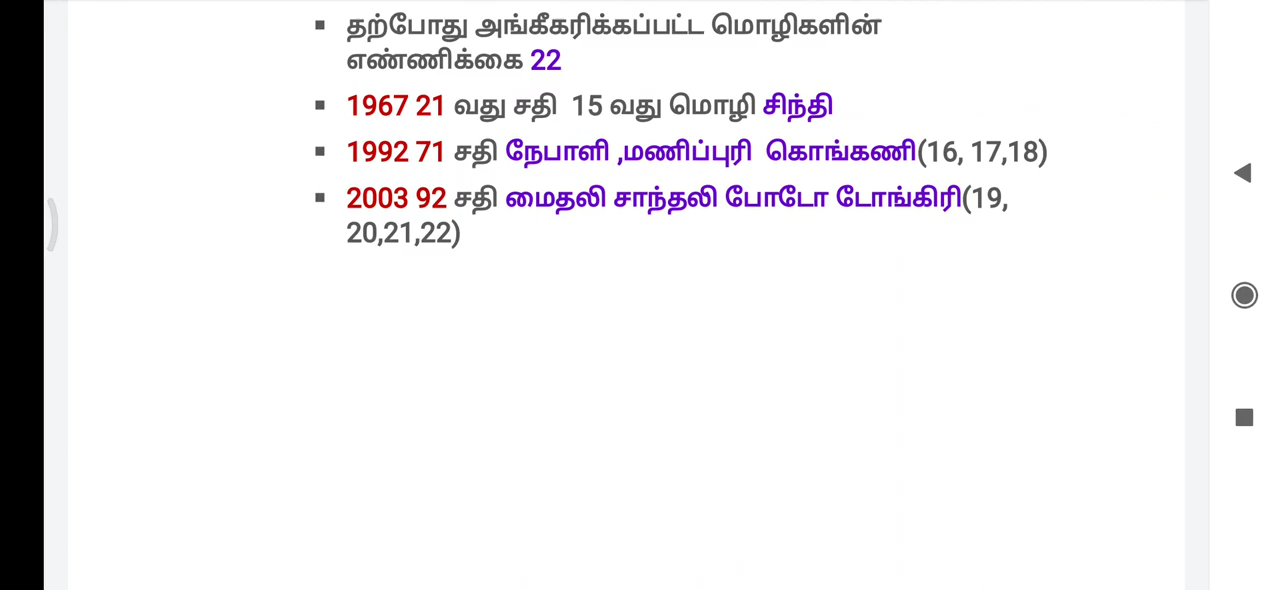 ▪ தற்போது அங்கீகரிக்கப்பட்ட மொழிகளின்
எண்ணிக்கை 22
▪ 1967 21 வது சதி 15 வது மொழி சிந்தி
▪ 1992 71 சதி நேபாளி ,மணிப்புரி கொங்கணி(16, 17,18)
▪ 2003 92 சதி மைதலி சாந்தலி போடோ டோங்கிரி(19,
20,21,22)